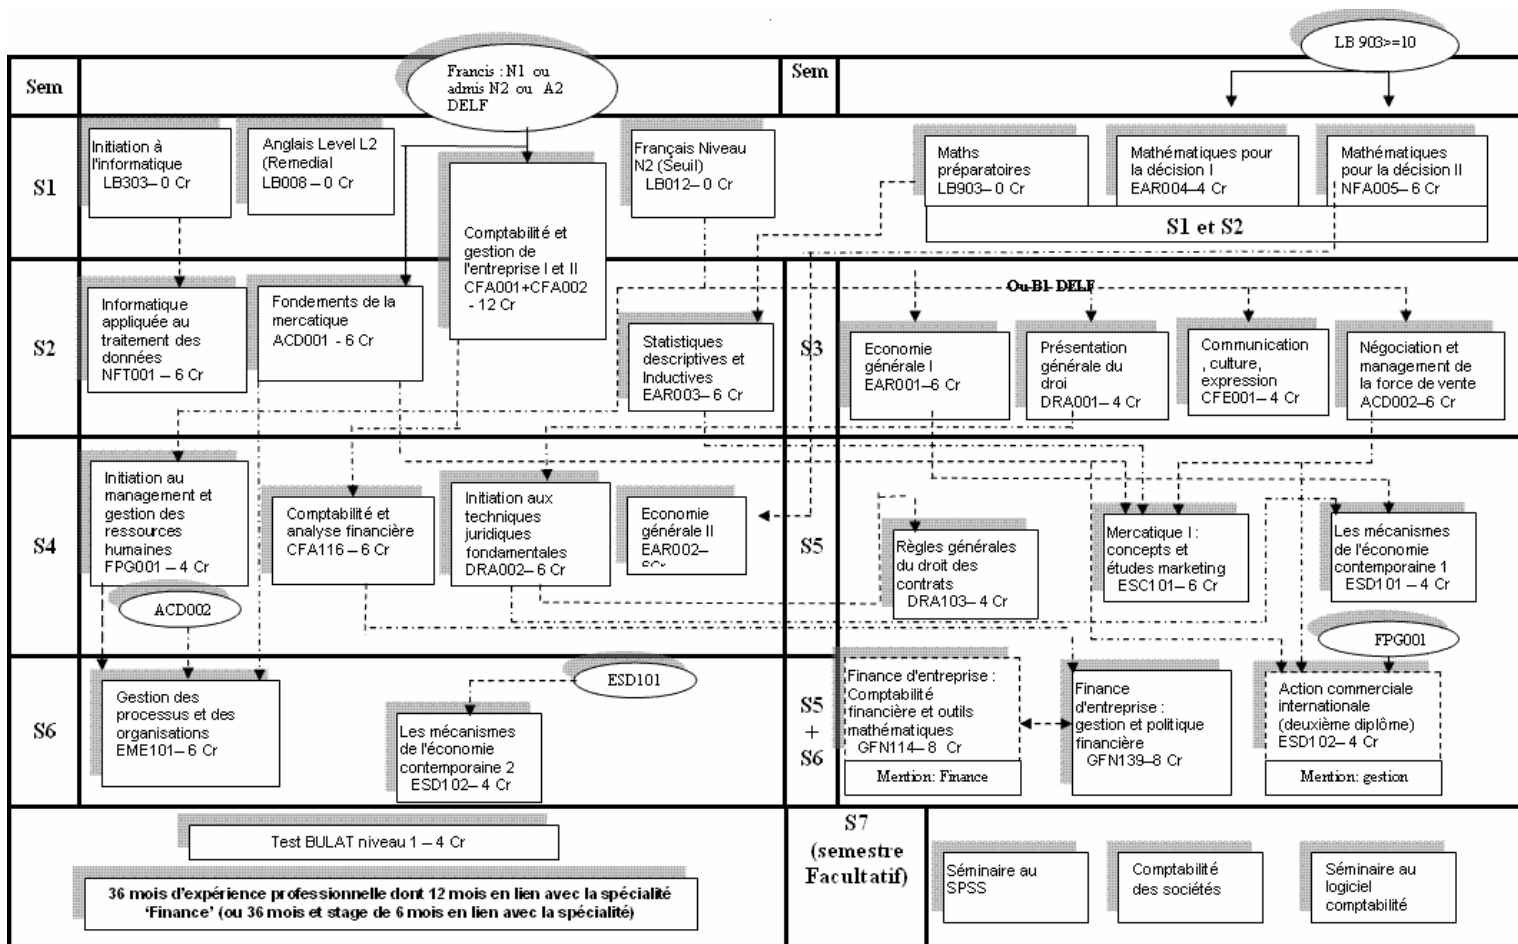 LB 903>=10
Sem
Francis : N1 ou
admis N2 ou A2
DELF
Sem
S1
Initiation à
l'informatique
LB303– 0 Cr
Anglais Level L2
(Remedial
LB008 – 0 Cr
Comptabilité et
gestion de
l'entreprise I et II
CFA001+CFA002
- 12 Cr
Français Niveau
N2 (Seuil)
LB012– 0 Cr
Maths
préparatoires
LB903– 0 Cr
Mathématiques pour
la décision I
EAR004–4 Cr
Mathématiques
pour la décision II
NFA005– 6 Cr
S1 et S2
S2
Informatique
appliquée au
traitement des
données
NFT001 – 6 Cr
Fondements de la
mercatique
ACD001 - 6 Cr
Statistiques
descriptives et
Inductives
EAR003– 6 Cr
S3
Ou B1 DELF
Economie
générale I
EAR001–6 Cr
Présentation
générale du
droi
DRA001– 4 Cr
Communication
, culture,
expression
CFE001– 4 Cr
Négociation et
management de
la force de vente
ACD002–6 Cr
S4
Initiation au
management et
gestion des
ressources
humaines
FPG001 – 4 Cr
Comptabilité et
analyse financière
CFA116 – 6 Cr
Initiation aux
techniques
juridiques
fondamentales
DRA002– 6 Cr
Economie
générale II
EAR002–
S5
Règles générales
du droit des
contrats
DRA103– 4 Cr
Mercatique I :
concepts et
études marketing
ESC101– 6 Cr
Les mécanismes
de l'économie
contemporaine 1
ESD101 – 4 Cr
ACD002
FPG001
S6
Gestion des
processus et des
organisations
EME101– 6 Cr
ESD101
Les mécanismes
de l'économie
contemporaine 2
ESD102– 4 Cr
S5
+
S6
Finance d'entreprise :
Comptabilité
financière et outils
mathématiques
GFN114– 8 Cr
Mention: Finance
Finance
d'entreprise :
gestion et politique
financière
GFN139–8 Cr
Action commerciale
internationale
(deuxième diplôme)
ESD102– 4 Cr
Mention: gestion
Test BULAT niveau 1 – 4 Cr
36 mois d'expérience professionnelle dont 12 mois en lien avec la spécialité
‘Finance’ (ou 36 mois et stage de 6 mois en lien avec la spécialité)
S7
(semestre
Facultatif)
Séminaire au
SPSS
Comptabilité
des sociétés
Séminaire au
logiciel
comptabilité